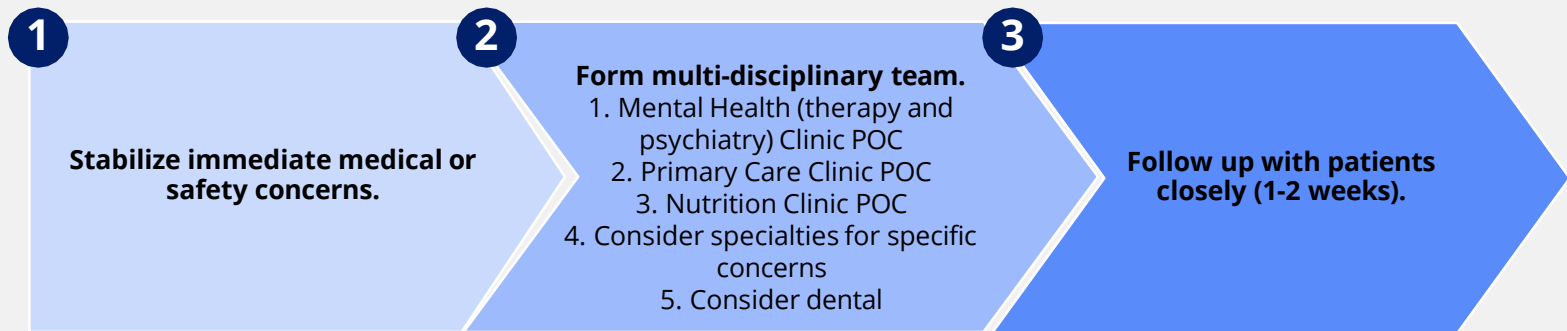 1
Stabilize immediate medical or
safety concerns.
2
Form multi-disciplinary team.
1. Mental Health (therapy and
psychiatry) Clinic POC
2. Primary Care Clinic POC
3. Nutrition Clinic POC
4. Consider specialties for specific
concerns
5. Consider dental
3
Follow up with patients
closely (1-2 weeks).